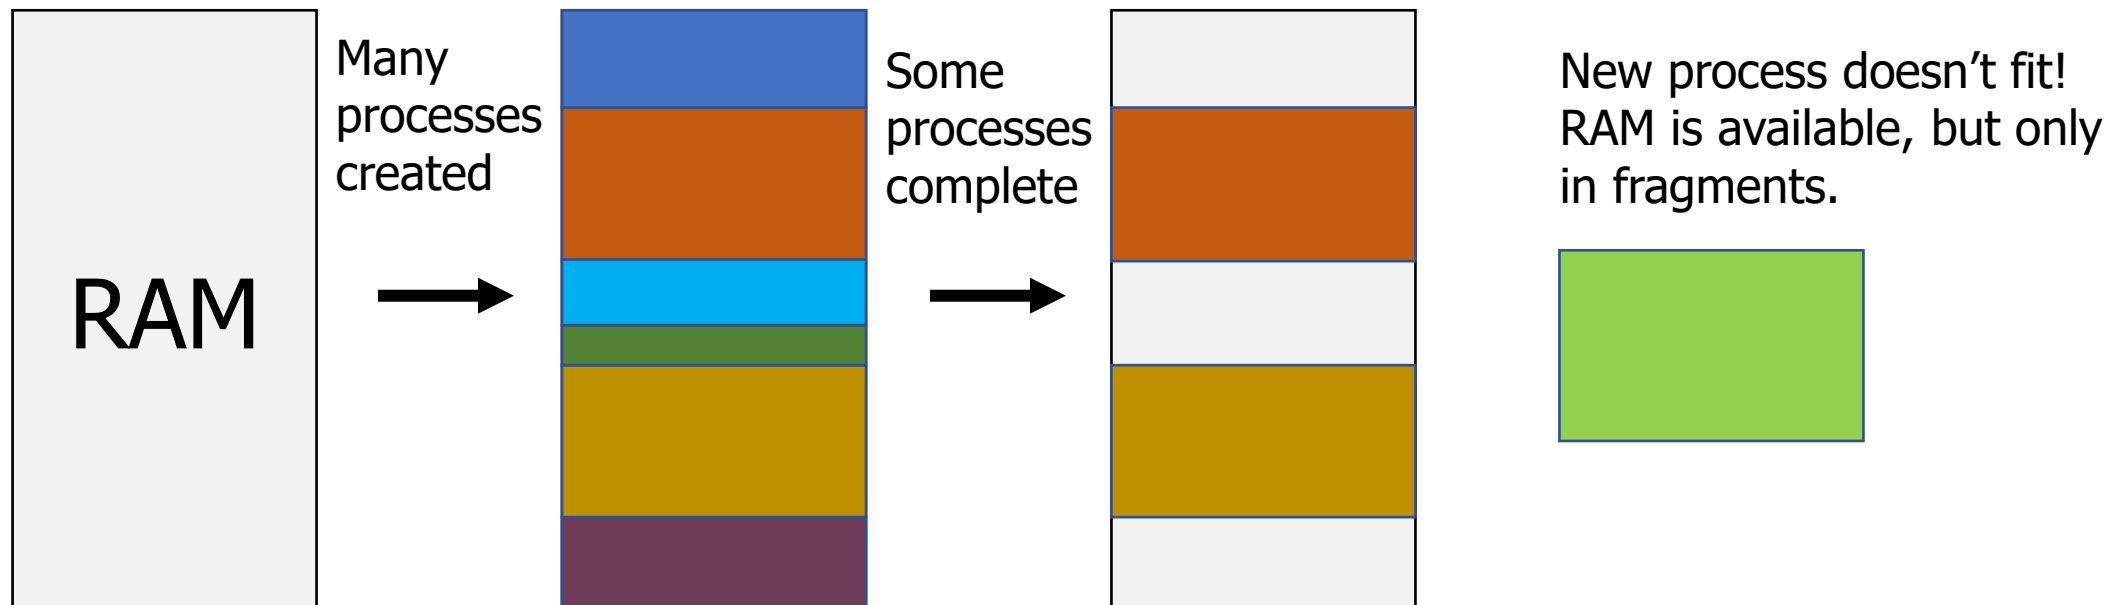 RAM
Many
processes
created
Some
processes
complete
New process doesn’t fit!
RAM is available, but only
in fragments.